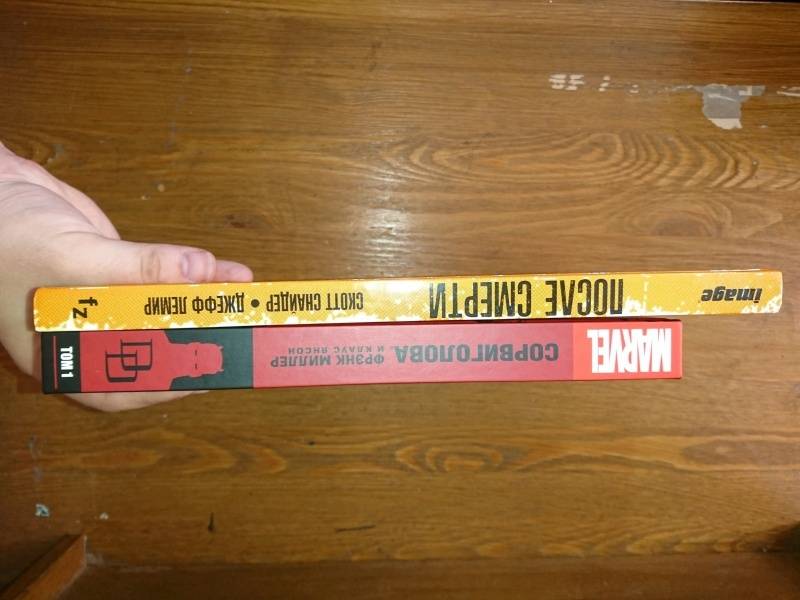 MARVEL
СОРВИГОЛОВА.
ФРЭНК МИЛЛЕР
И КЛАУС ЯНСОН
DD
ТОМ 1
image
ПОСЛЕ СМЕРТИ
СКОТТ СНАЙДЕР • ДЖЕФФ ЛЕМИР
fz